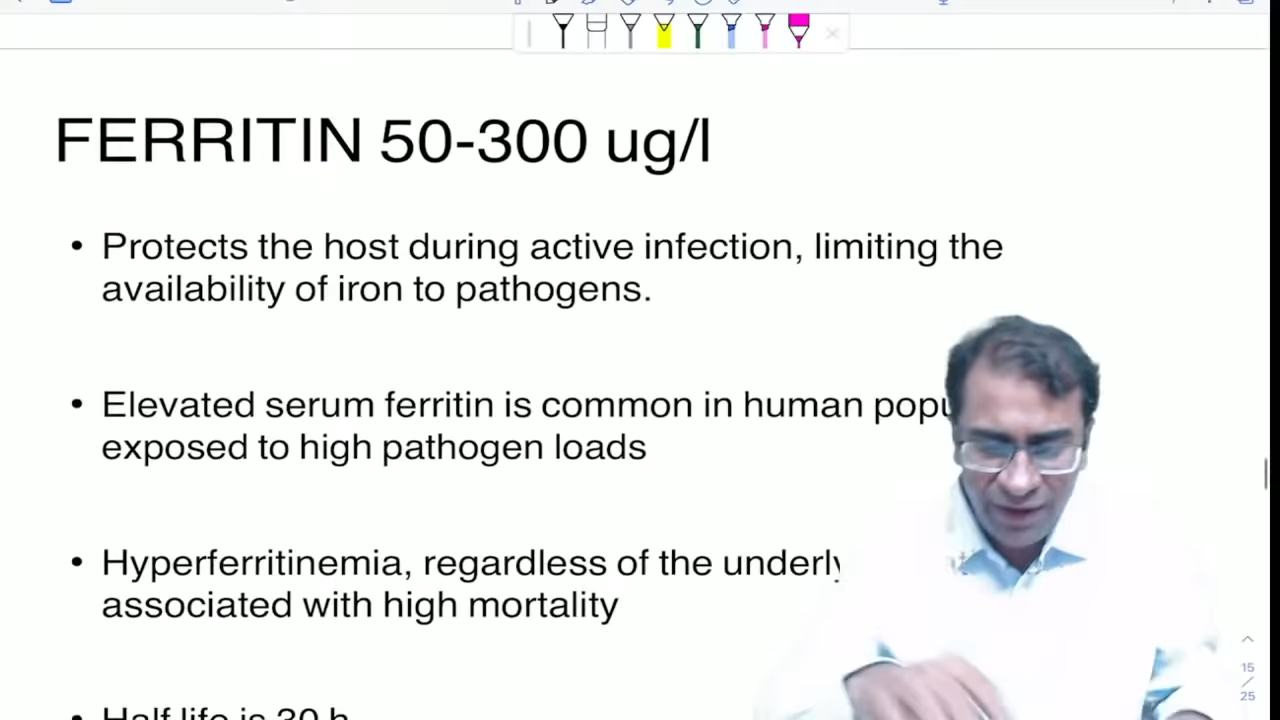 FERRITIN 50-300 ug/l
• Protects the host during active infection, limiting the
availability of iron to pathogens.
• Elevated serum ferritin is common in human popu
exposed to high pathogen loads
• Hyperferritinemia, regardless of the underly
associated with high mortality
• Half life is 30 h
15
/
25